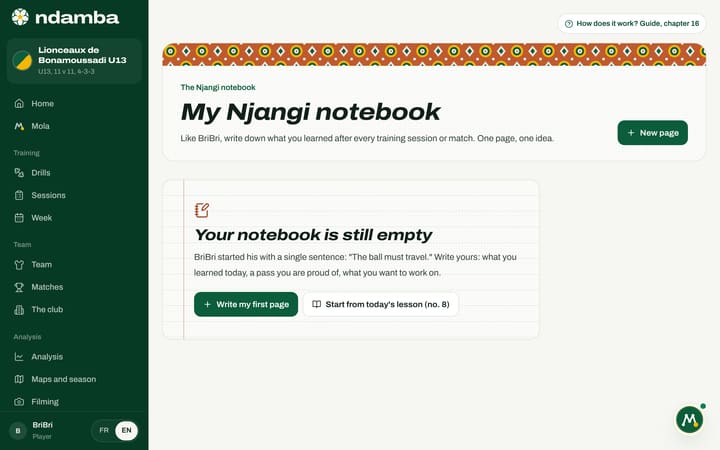 ndamba
How does it work? Guide, chapter 16
Lionceaux de
Bonamoussadi U13
U13, 11 v 11, 4-3-3
Home
Mola
Training
Drills
Sessions
Week
Team
Team
Matches
The club
Analysis
Analysis
Maps and season
Filming
B
BriBri
Player
FR
EN
The Njangi notebook
My Njangi notebook
Like BriBri, write down what you learned after every training session or match. One page, one idea.
New page
Your notebook is still empty
BriBri started his with a single sentence: "The ball must travel." Write yours: what you
learned today, a pass you are proud of, what you want to work on.
Write my first page
Start from today's lesson (no. 8)